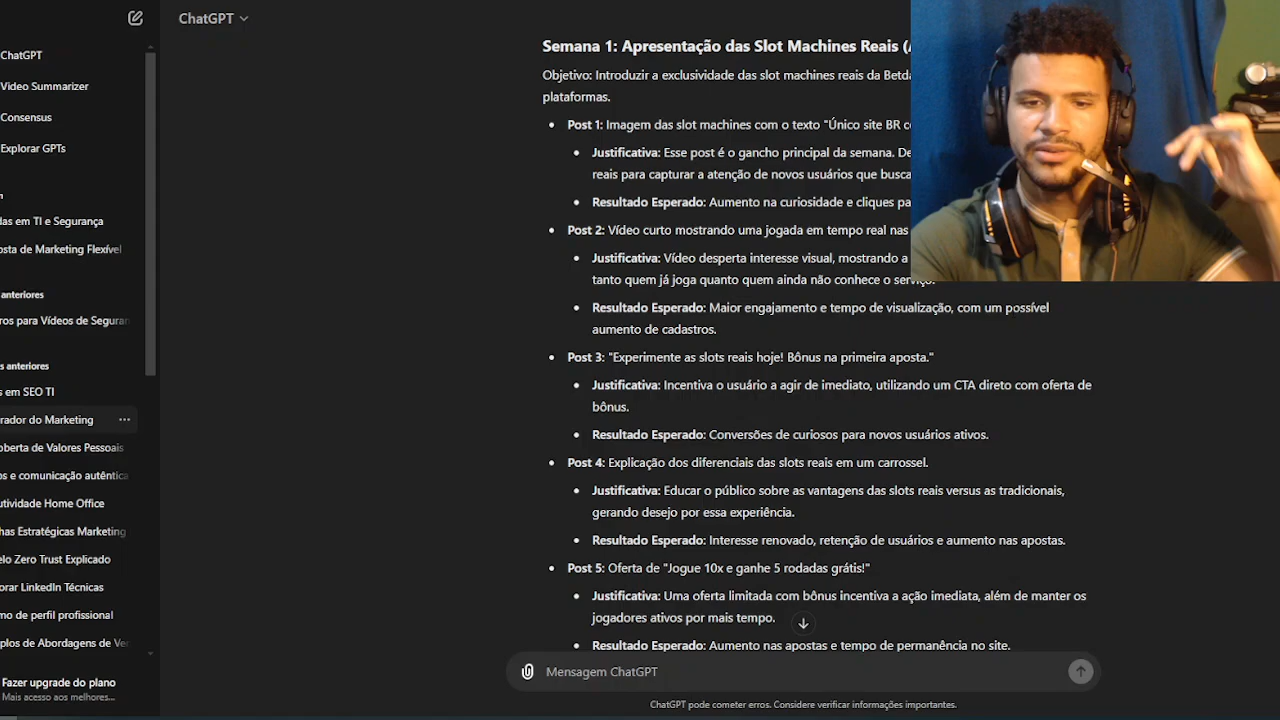 ChatGPT
ChatGPT
Video Summarizer
Consensus
Explorar GPTs
das em TI e Segurança
osta de Marketing Flexível
anteriores
ros para Vídeos de Seguran
s anteriores
s em SEO TI
rador do Marketing
oberta de Valores Pessoais
os e comunicação autêntica
utividade Home Office
nhas Estratégicas Marketing
elo Zero Trust Explicado
orar LinkedIn Técnicas
mo de perfil profissional
plos de Abordagens de Ve
Fazer upgrade do plano
Mais acesso aos melhores...
Semana 1: Apresentação das Slot Machines Reais (
Objetivo: Introduzir a exclusividade das slot machines reais da Betda
plataformas.
Post 1: Imagem das slot machines com o texto "Único site BR c
Justificativa: Esse post é o gancho principal da semana. De
reais para capturar a atenção de novos usuários que busca
Resultado Esperado: Aumento na curiosidade e cliques pa
Post 2: Vídeo curto mostrando uma jogada em tempo real nas
Justificativa: Vídeo desperta interesse visual, mostrando a
tanto quem já joga quanto quem ainda não conhece o serviço.
Resultado Esperado: Maior engajamento e tempo de visualização, com um possível
aumento de cadastros.
Post 3: "Experimente as slots reais hoje! Bônus na primeira aposta."
Justificativa: Incentiva o usuário a agir de imediato, utilizando um CTA direto com oferta de
bônus.
Resultado Esperado: Conversões de curiosos para novos usuários ativos.
Post 4: Explicação dos diferenciais das slots reais em um carrossel.
Justificativa: Educar o público sobre as vantagens das slots reais versus as tradicionais,
gerando desejo por essa experiência.
Resultado Esperado: Interesse renovado, retenção de usuários e aumento nas apostas.
Post 5: Oferta de "Jogue 10x e ganhe 5 rodadas grátis!"
Justificativa: Uma oferta limitada com bônus incentiva a ação imediata, além de manter os
jogadores ativos por mais tempo.
Resultado Esperado: Aumento nas apostas e tempo de permanência no site.
Mensagem ChatGPT
ChatGPT pode cometer erros. Considere verificar informações importantes.